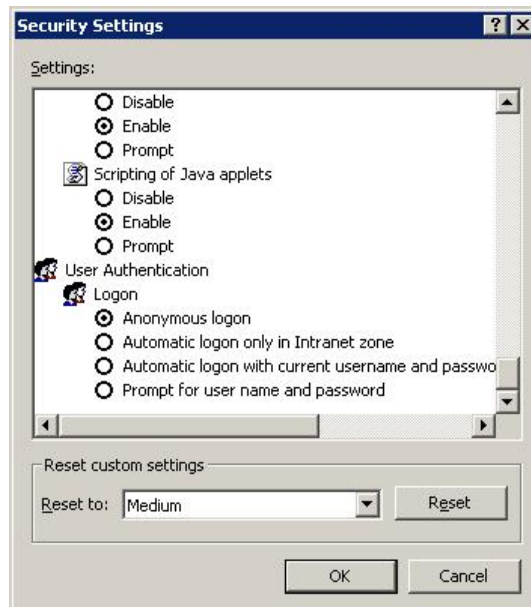 Security Settings
Settings:
Disable
Enable
Prompt
Scripting of Java applets
Disable
Enable
Prompt
User Authentication
Logon
Anonymous logon
Automatic logon only in Intranet zone
Automatic logon with current username and passwo
Prompt for user name and password
Reset custom settings
Reset to: Medium Reset
OK Cancel